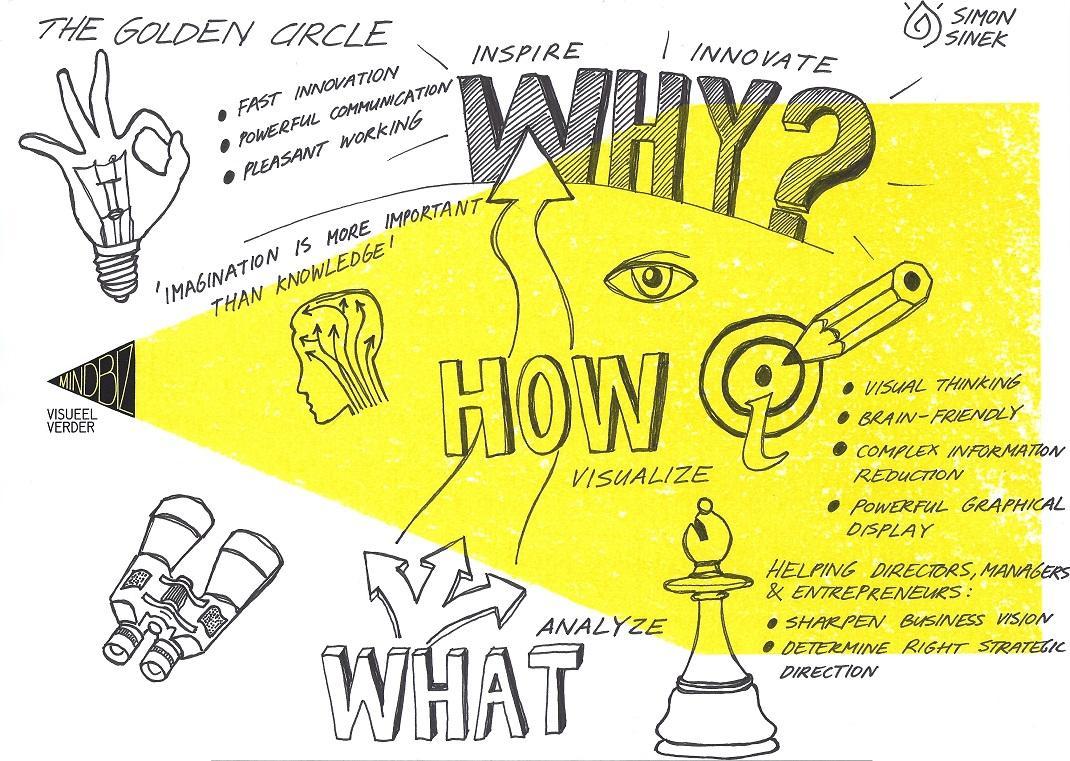 THE GOLDEN CIRCLE
SIMON
SINEK
INSPIRE
INNOVATE
WHY?
• FAST INNOVATION
• POWERFUL COMMUNICATION
• PLEASANT WORKING
'IMAGINATION IS MORE IMPORTANT
THAN KNOWLEDGE'
MINDBIZ
VISUEEL
VERDER
HOW
VISUALIZE
i
• VISUAL THINKING
• BRAIN-FRIENDLY
• COMPLEX INFORMATION
REDUCTION
• POWERFUL GRAPHICAL
DISPLAY
HELPING DIRECTORS, MANAGERS
& ENTREPRENEURS:
• SHARPEN BUSINESS VISION
• DETERMINE RIGHT STRATEGIC
DIRECTION
ANALYZE
WHAT